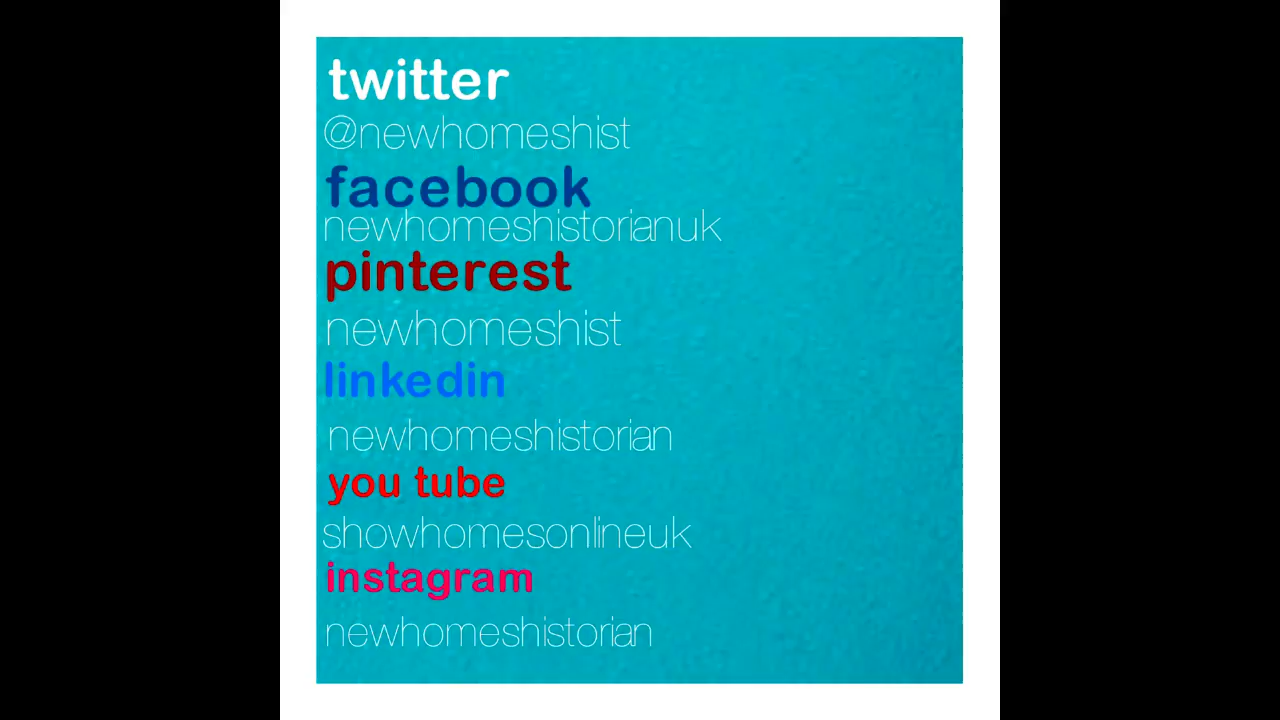 twitter
@newhomeshist
facebook
newhomeshistorianuk
pinterest
newhomeshist
linkedin
newhomeshistorian
you tube
showhomesonlineuk
instagram
newhomeshistorian